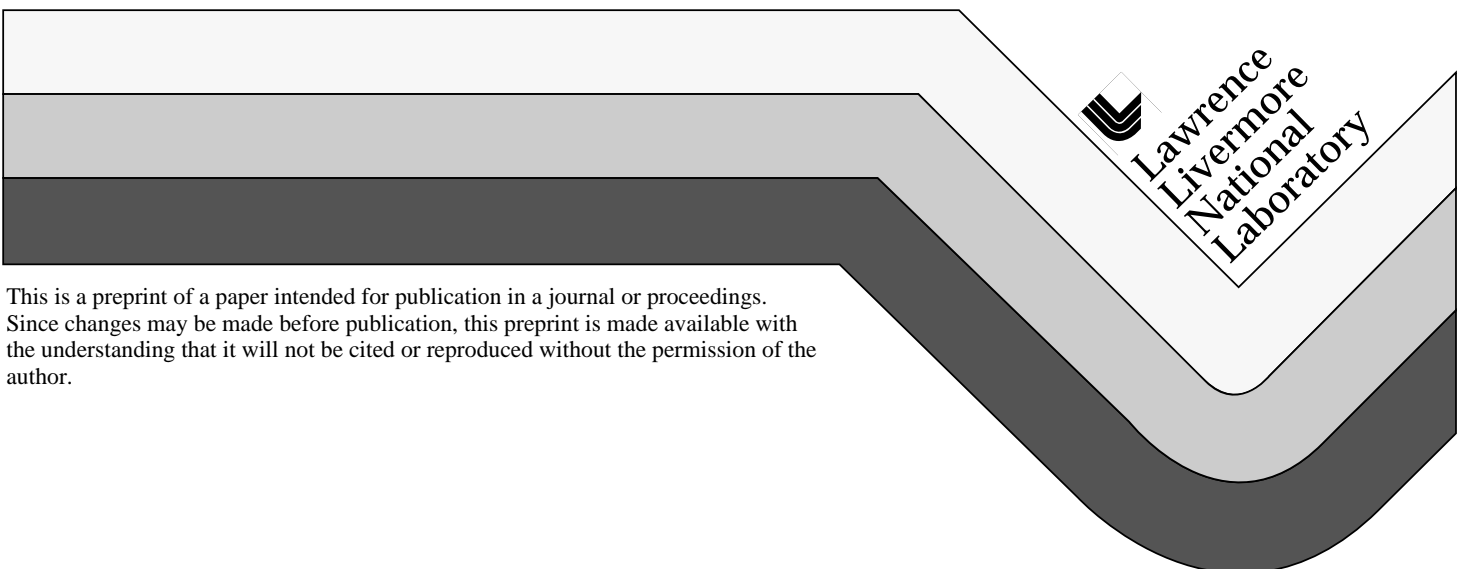 Lawrence
Livermore
National
Laboratory
This is a preprint of a paper intended for publication in a journal or proceedings.
Since changes may be made before publication, this preprint is made available with
the understanding that it will not be cited or reproduced without the permission of the
author.